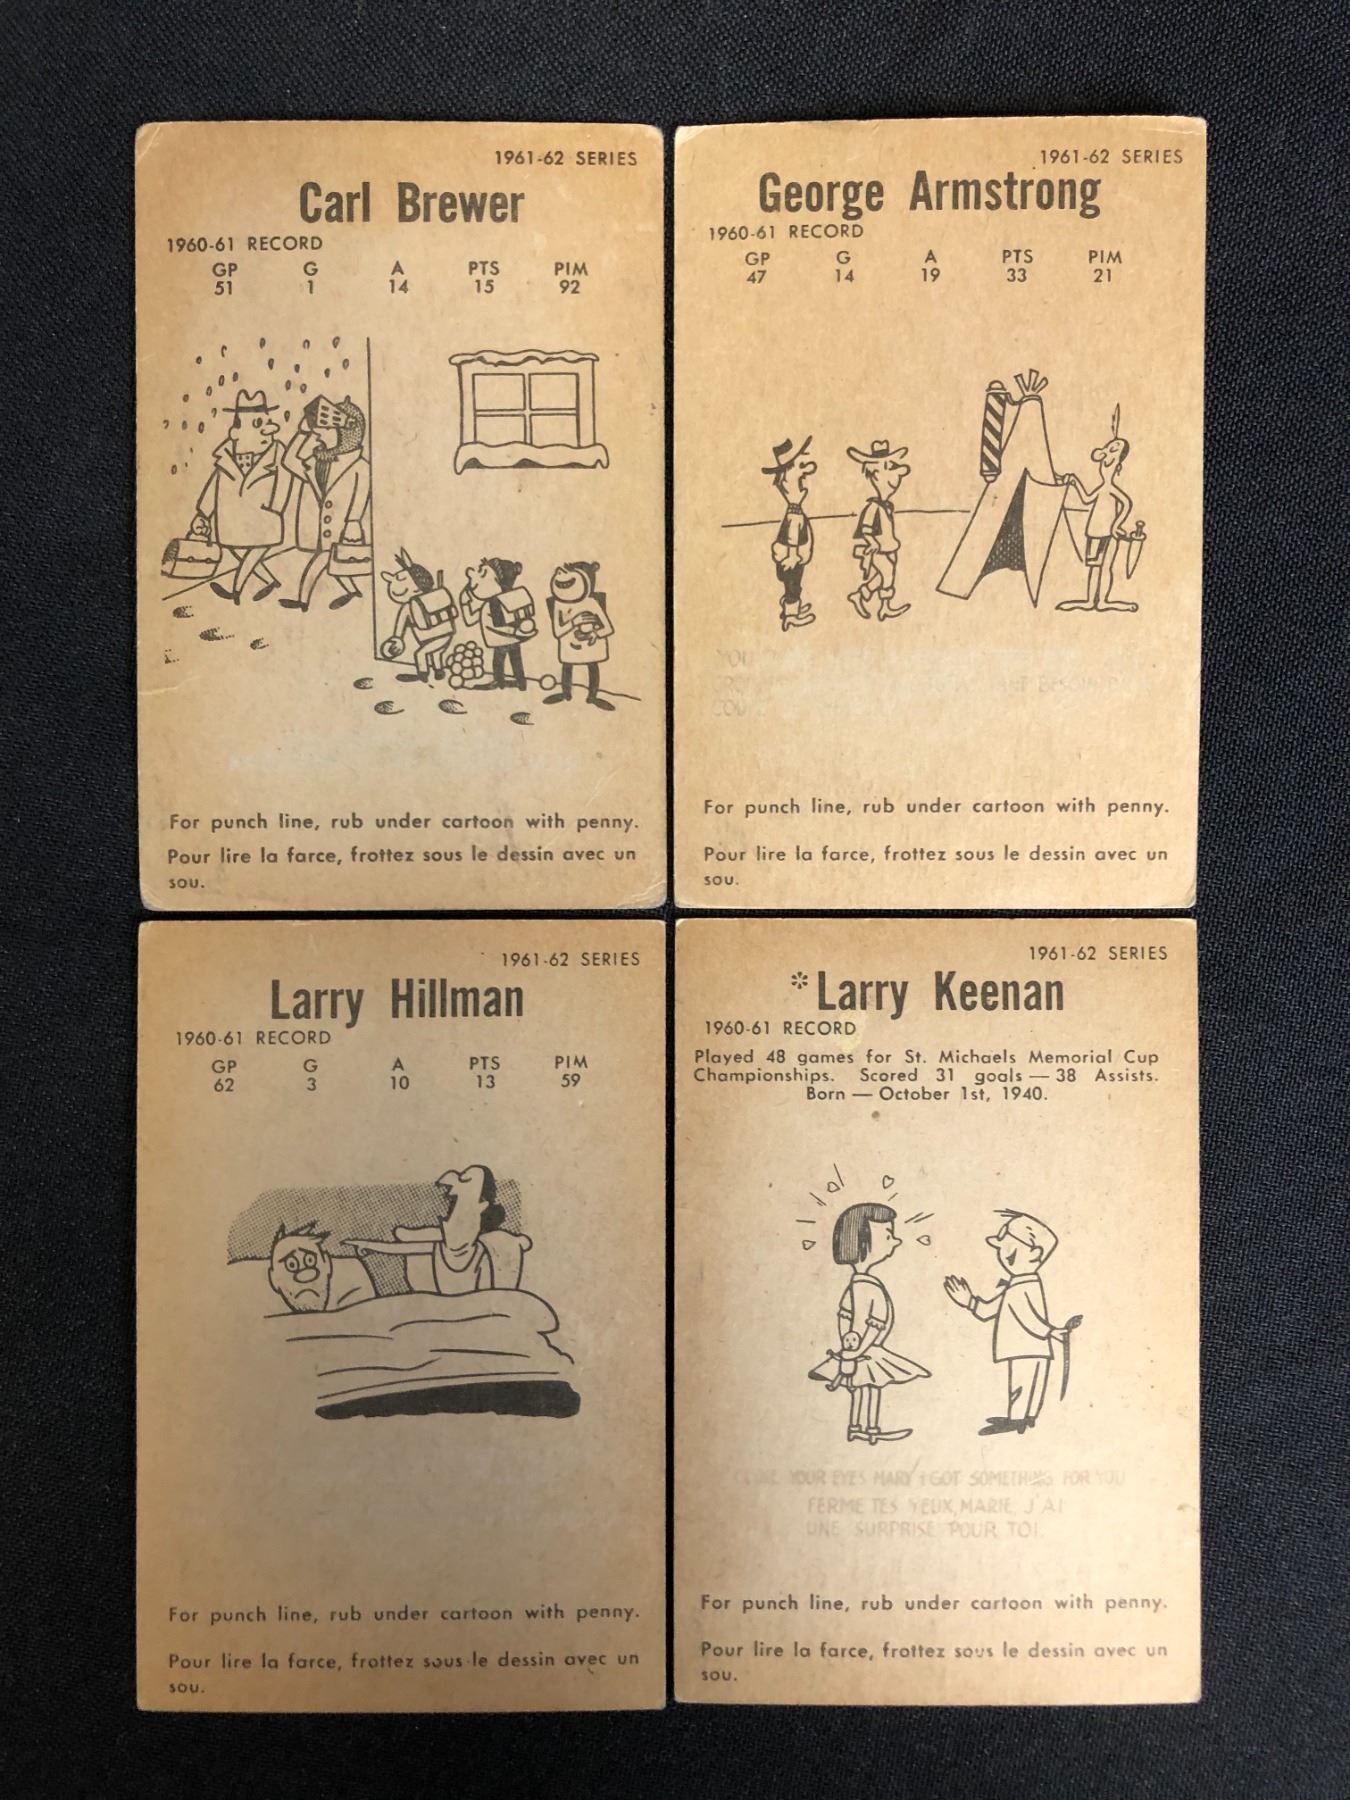 1961-62 SERIES
Carl Brewer
1960-61 RECORD
GP G A PTS PIM
51 1 14 15 92
For punch line, rub under cartoon with penny.
Pour lire la farce, frottez sous le dessin avec un
sou.
1961-62 SERIES
George Armstrong
1960-61 RECORD
GP G A PTS PIM
47 14 19 33 21
For punch line, rub under cartoon with penny.
Pour lire la farce, frottez sous le dessin avec un
sou.
1961-62 SERIES
Larry Hillman
1960-61 RECORD
GP G A PTS PIM
62 3 10 13 59
For punch line, rub under cartoon with penny.
Pour lire la farce, frottez sous le dessin avec un
sou.
1961-62 SERIES
*Larry Keenan
1960-61 RECORD
Played 48 games for St. Michaels Memorial Cup
Championships. Scored 31 goals — 38 Assists.
Born — October 1st, 1940.
YOUR EYES MARY I GOT SOMETHING FOR YOU
FERME TES YEUX, MARIE, J'AI
UNE SURPRISE POUR TOI.
For punch line, rub under cartoon with penny.
Pour lire la farce, frottez sous le dessin avec un
sou.